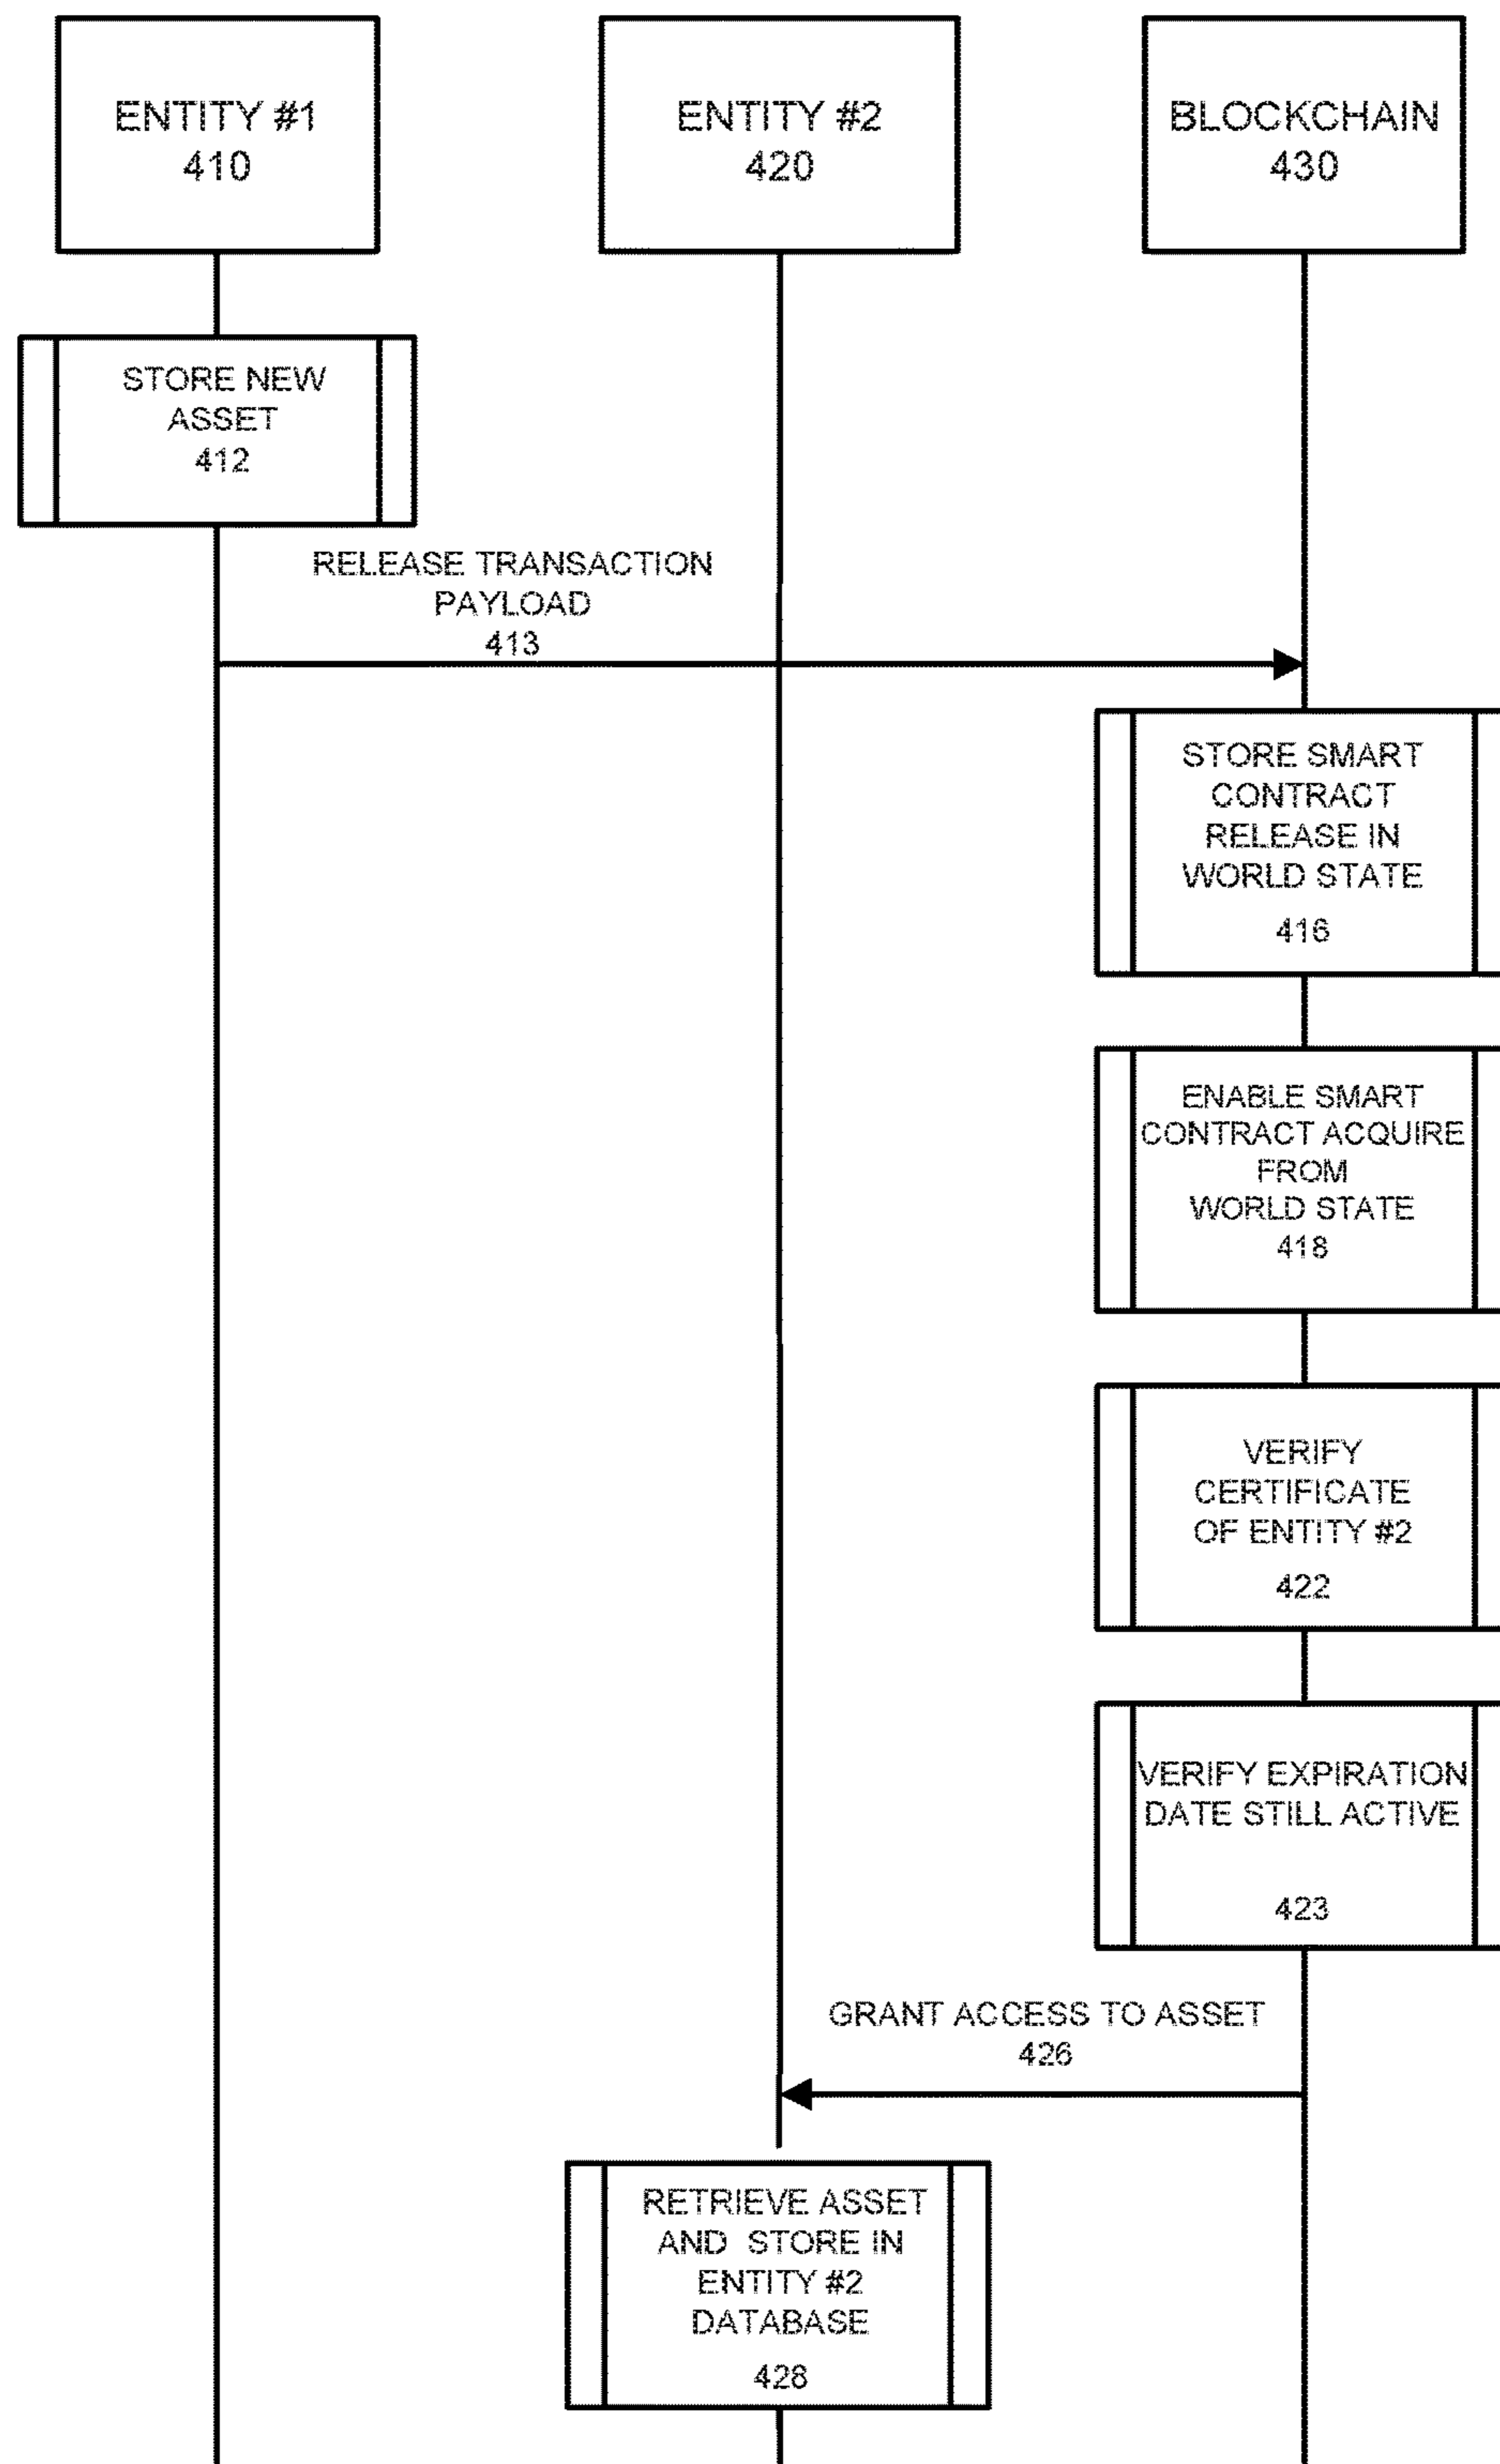 ENTITY #1
410
ENTITY #2
420
BLOCKCHAIN
430
STORE NEW
ASSET
412
RELEASE TRANSACTION
PAYLOAD
413
STORE SMART
CONTRACT
RELEASE IN
WORLD STATE
416
ENABLE SMART
CONTRACT ACQUIRE
FROM
WORLD STATE
418
VERIFY
CERTIFICATE
OF ENTITY #2
422
VERIFY EXPIRATION
DATE STILL ACTIVE
423
GRANT ACCESS TO ASSET
426
RETRIEVE ASSET
AND STORE IN
ENTITY #2
DATABASE
428